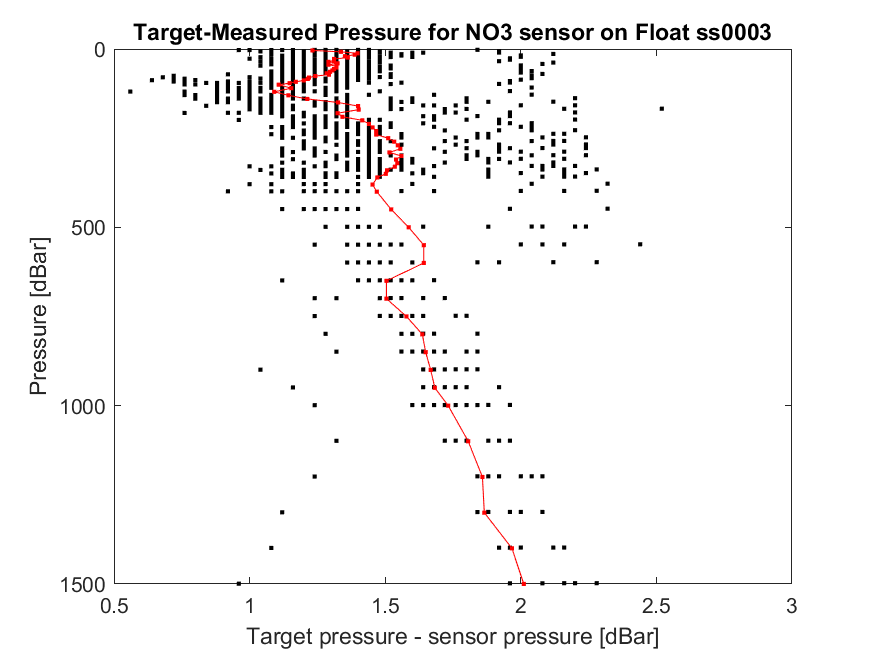 Target-Measured Pressure for NO3 sensor on Float ss0003
Pressure [dBar]
0
500
1000
1500
0.5 1 1.5 2 2.5 3
Target pressure - sensor pressure [dBar]